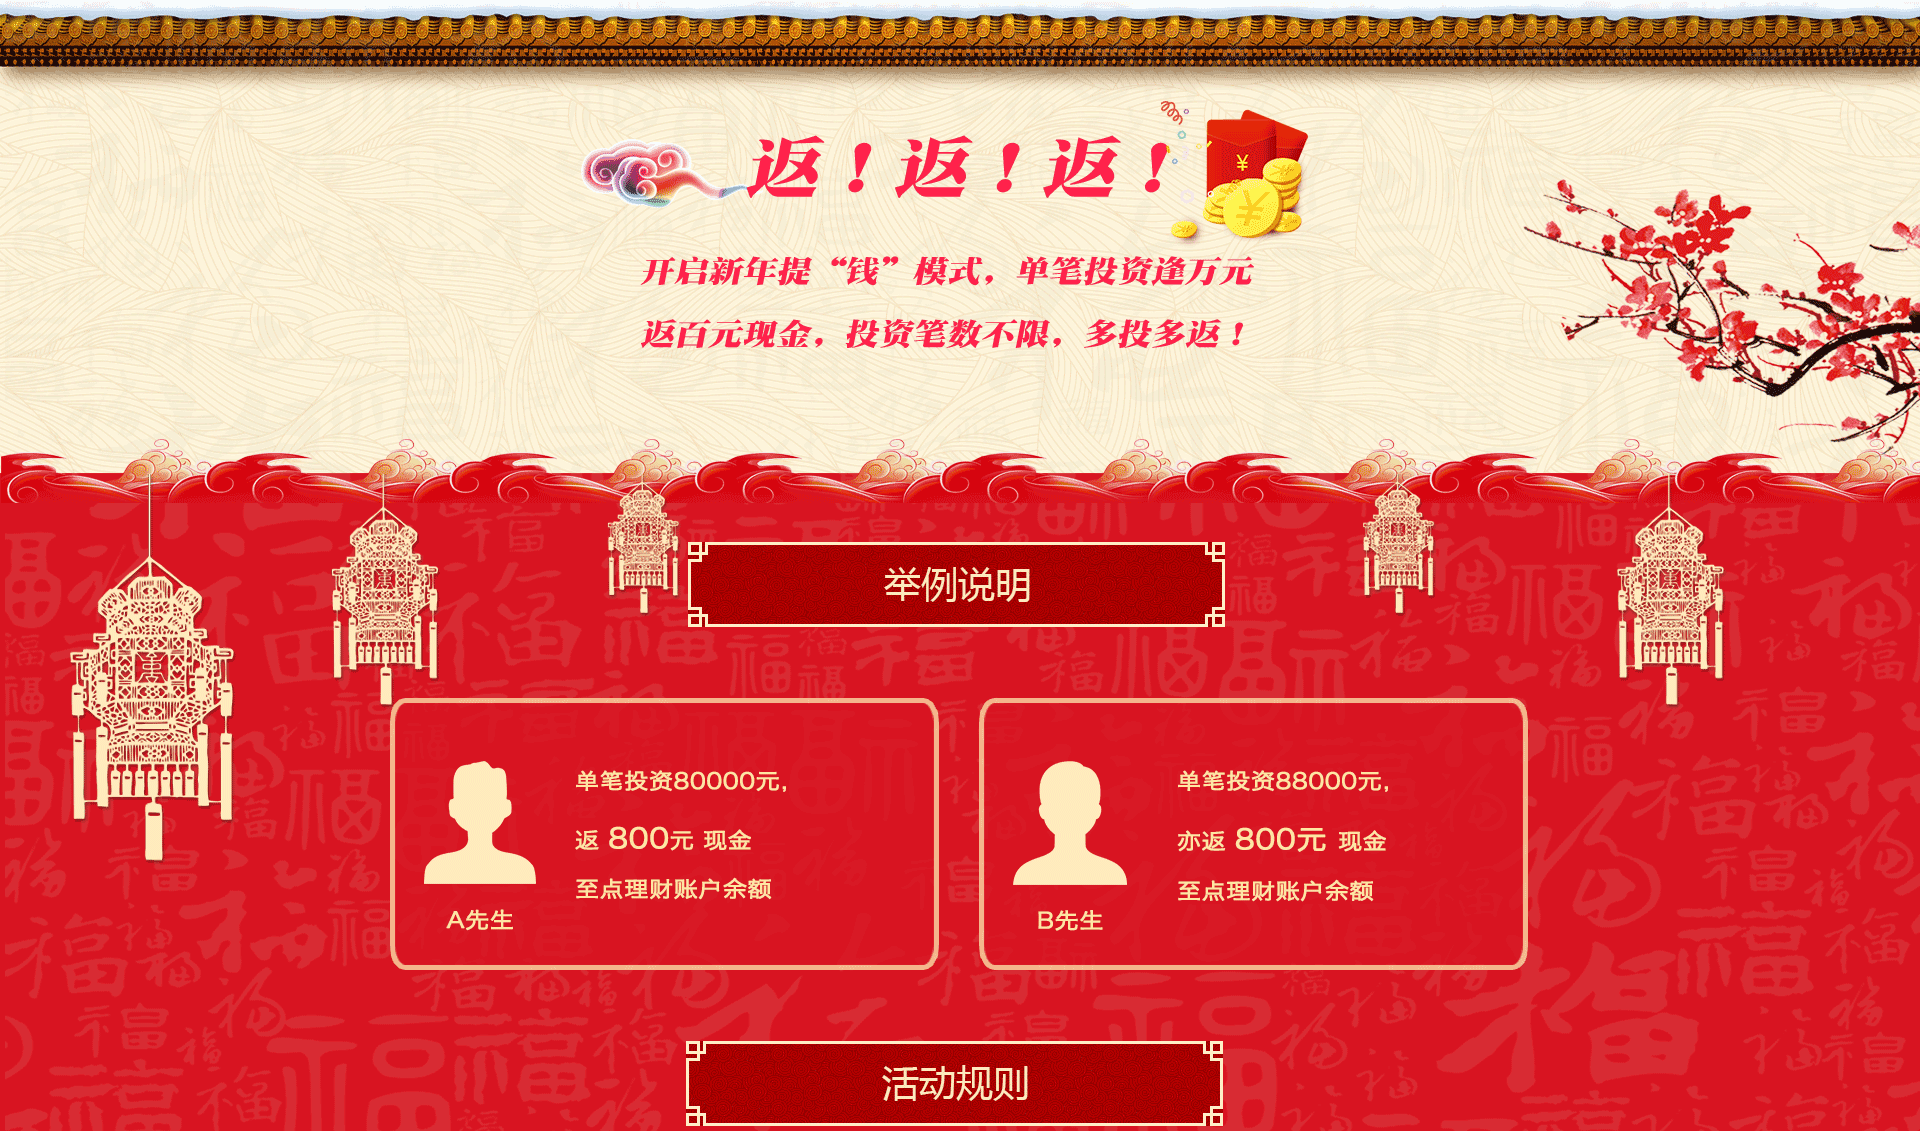 返！返！返！
开启新年提“钱”模式，单笔投资逢万元
返百元现金，投资笔数不限，多投多返！
举例说明
单笔投资80000元，
返 800元 现金
至点理财账户余额
A先生
单笔投资88000元，
亦返 800元 现金
至点理财账户余额
B先生
活动规则